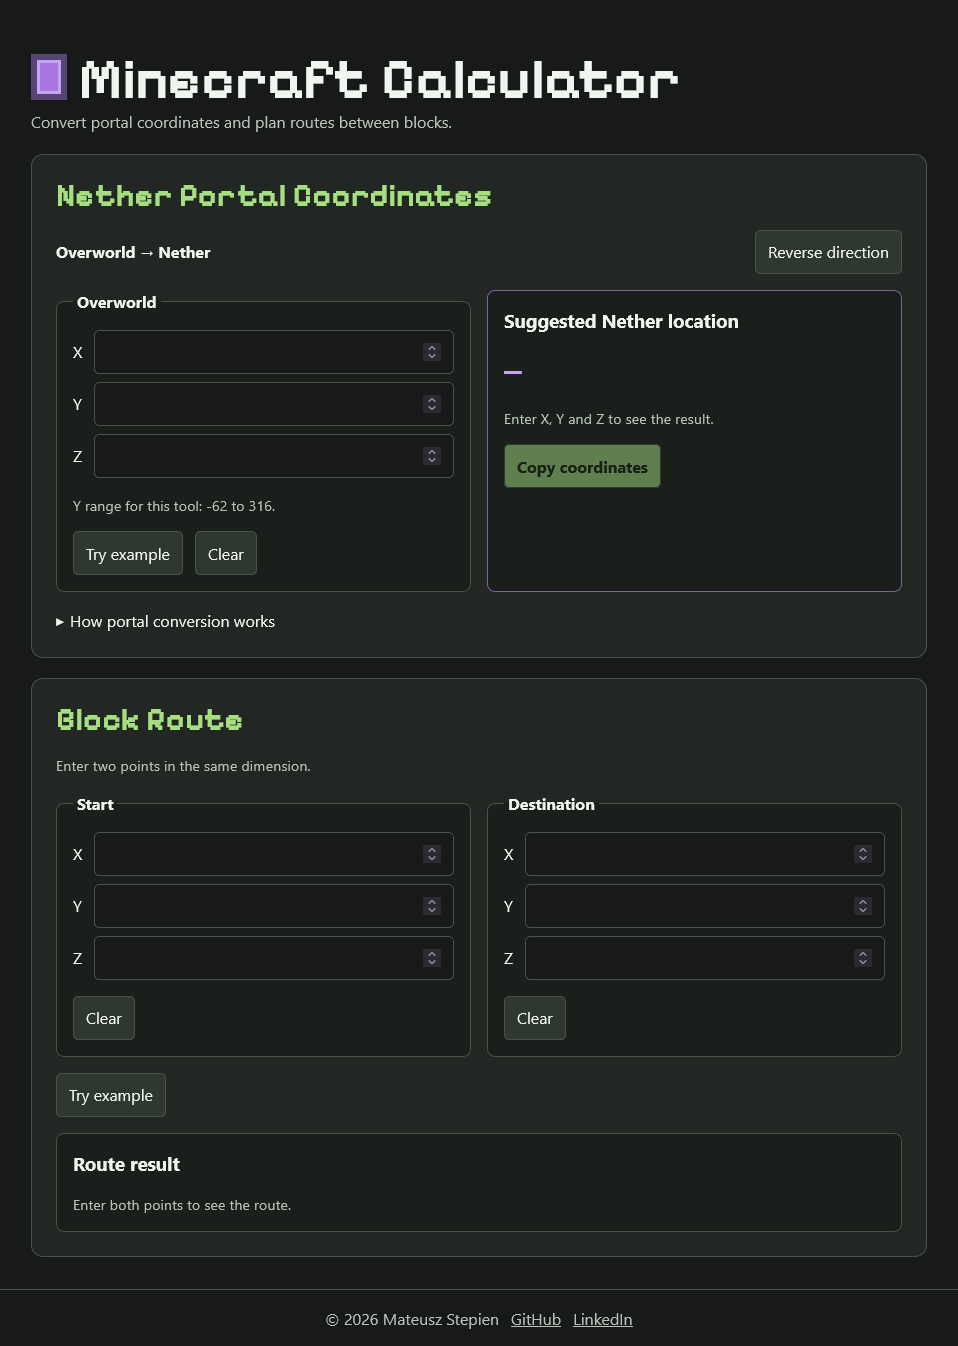 Minecraft Calculator
Convert portal coordinates and plan routes between blocks.
Nether Portal Coordinates
Overworld → Nether
Reverse direction
Overworld
X
Y
Z
Y range for this tool: -62 to 316.
Try example
Clear
Suggested Nether location
—
Enter X, Y and Z to see the result.
Copy coordinates
▸ How portal conversion works
Block Route
Enter two points in the same dimension.
Start
X
Y
Z
Clear
Destination
X
Y
Z
Clear
Try example
Route result
Enter both points to see the route.
© 2026 Mateusz Stepien GitHub LinkedIn